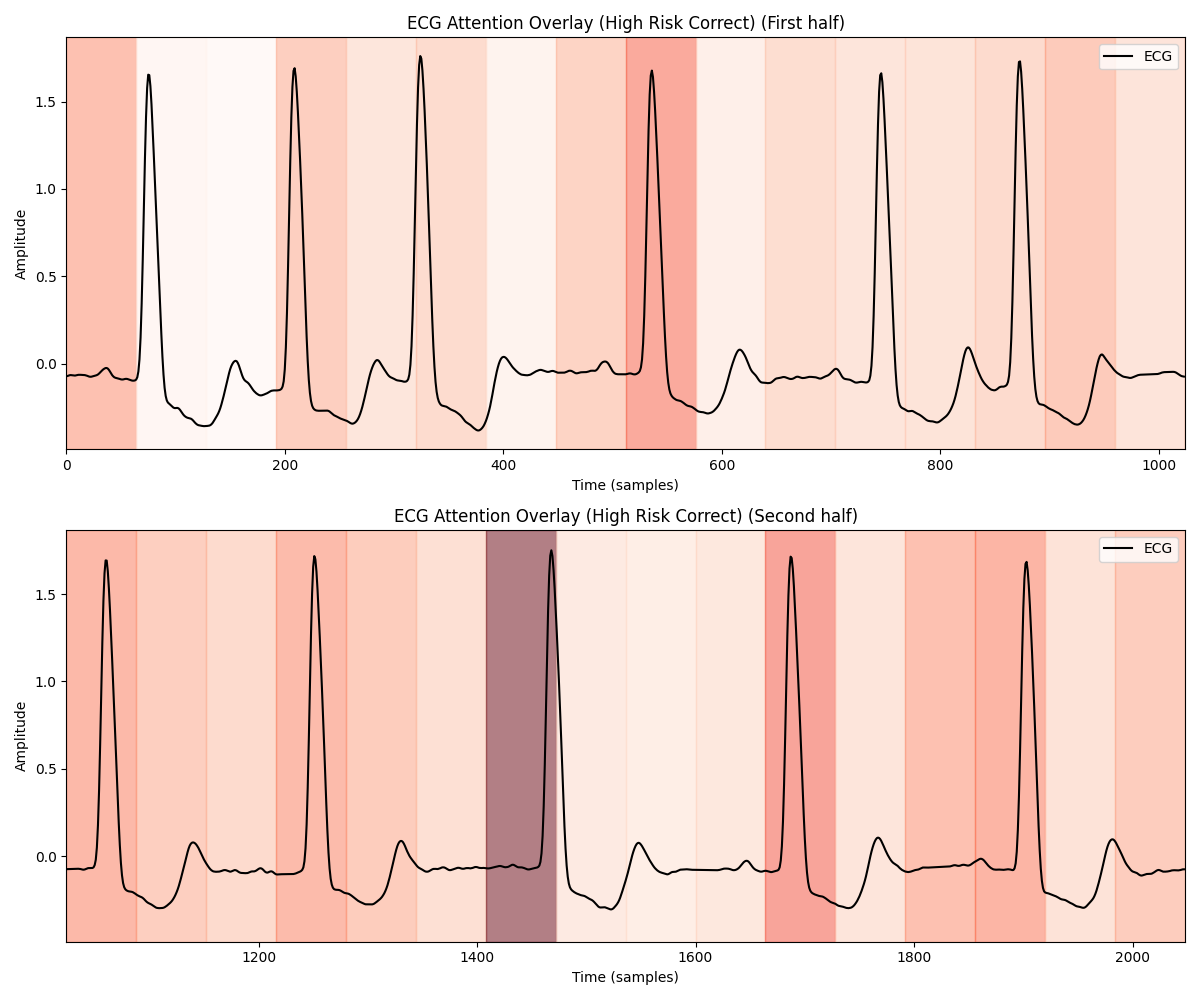 ECG Attention Overlay (High Risk Correct) (First half)
ECG
Amplitude
1.5
1.0
0.5
0.0
0 200 400 600 800 1000
Time (samples)
ECG Attention Overlay (High Risk Correct) (Second half)
ECG
Amplitude
1.5
1.0
0.5
0.0
1200 1400 1600 1800 2000
Time (samples)